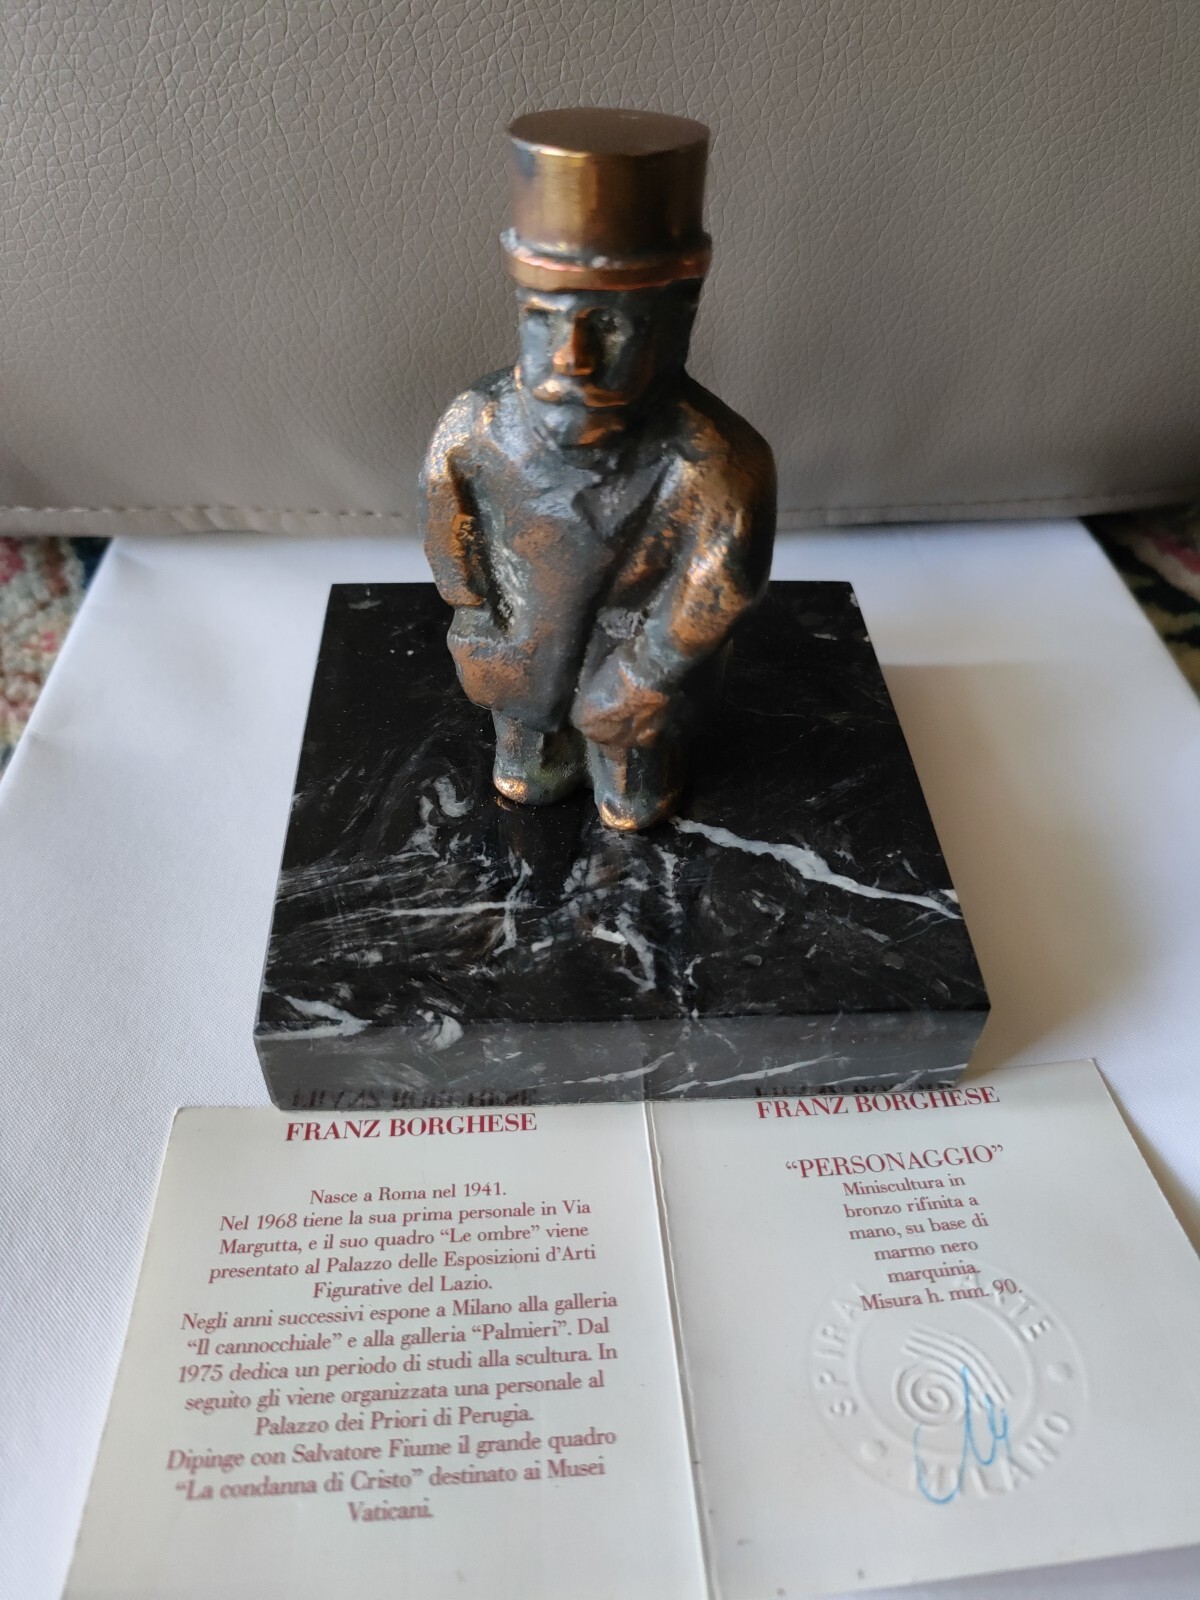 FRANZ BORGHESE
Nasce a Roma nel 1941.
Nel 1968 tiene la sua prima personale in Via
Margutta, e il suo quadro “Le ombre” viene
presentato al Palazzo delle Esposizioni d’Arti
Figurative del Lazio.
Negli anni successivi espone a Milano alla galleria
“Il cannocchiale” e alla galleria “Palmieri”. Dal
1975 dedica un periodo di studi alla scultura. In
seguito gli viene organizzata una personale al
Palazzo dei Priori di Perugia.
Dipinge con Salvatore Fiume il grande quadro
“La condanna di Cristo” destinato ai Musei
Vaticani.
FRANZ BORGHESE
“PERSONAGGIO”
Miniscultura in
bronzo rifinita a
mano, su base di
marmo nero
marquinia.
Misura h. mm. 90.
MILANO